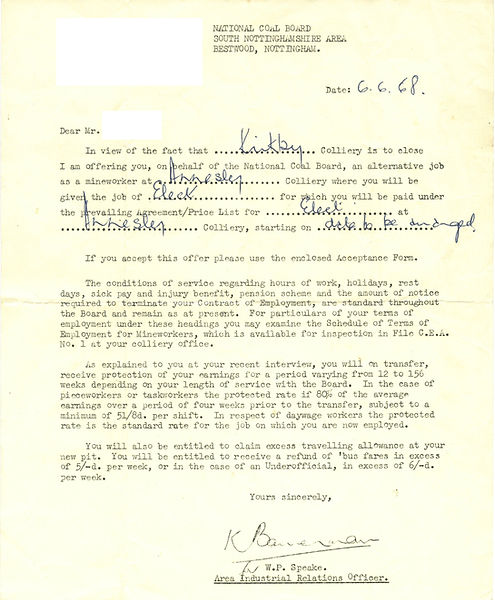 NATIONAL COAL BOARD
SOUTH NOTTINGHAMSHIRE AREA
BESTWOOD, NOTTINGHAM.
Date: 6. 6. 68.
Dear Mr.
In view of the fact that ....Kirkby.... Colliery is to close
I am offering you, on behalf of the National Coal Board, an alternative job
as a mineworker at ..Annesley.......... Colliery where you will be
given the job of .Elect................ for which you will be paid under
the prevailing Agreement/Price List for ......Elect:........ at
....Annesley.......... Colliery, starting on .date to be arranged.
If you accept this offer please use the enclosed Acceptance Form.
The conditions of service regarding hours of work, holidays, rest
days, sick pay and injury benefit, pension scheme and the amount of notice
required to terminate your Contract of Employment, are standard throughout
the Board and remain as at present. For particulars of your terms of
employment under these headings you may examine the Schedule of Terms of
Employment for Mineworkers, which is available for inspection in File C.E.A.
No. 1 at your colliery office.
As explained to you at your recent interview, you will on transfer,
receive protection of your earnings for a period varying from 12 to 156
weeks depending on your length of service with the Board. In the case of
pieceworkers or taskworkers the protected rate if 80% of the average
earnings over a period of four weeks prior to the transfer, subject to a
minimum of 51/8d. per shift. In respect of daywage workers the protected
rate is the standard rate for the job on which you are now employed.
You will also be entitled to claim excess travelling allowance at your
new pit. You will be entitled to receive a refund of 'bus fares in excess
of 5/-d. per week, or in the case of an Underofficial, in excess of 6/-d.
per week.
Yours sincerely,
K
W.P. Speake.
Area Industrial Relations Officer.